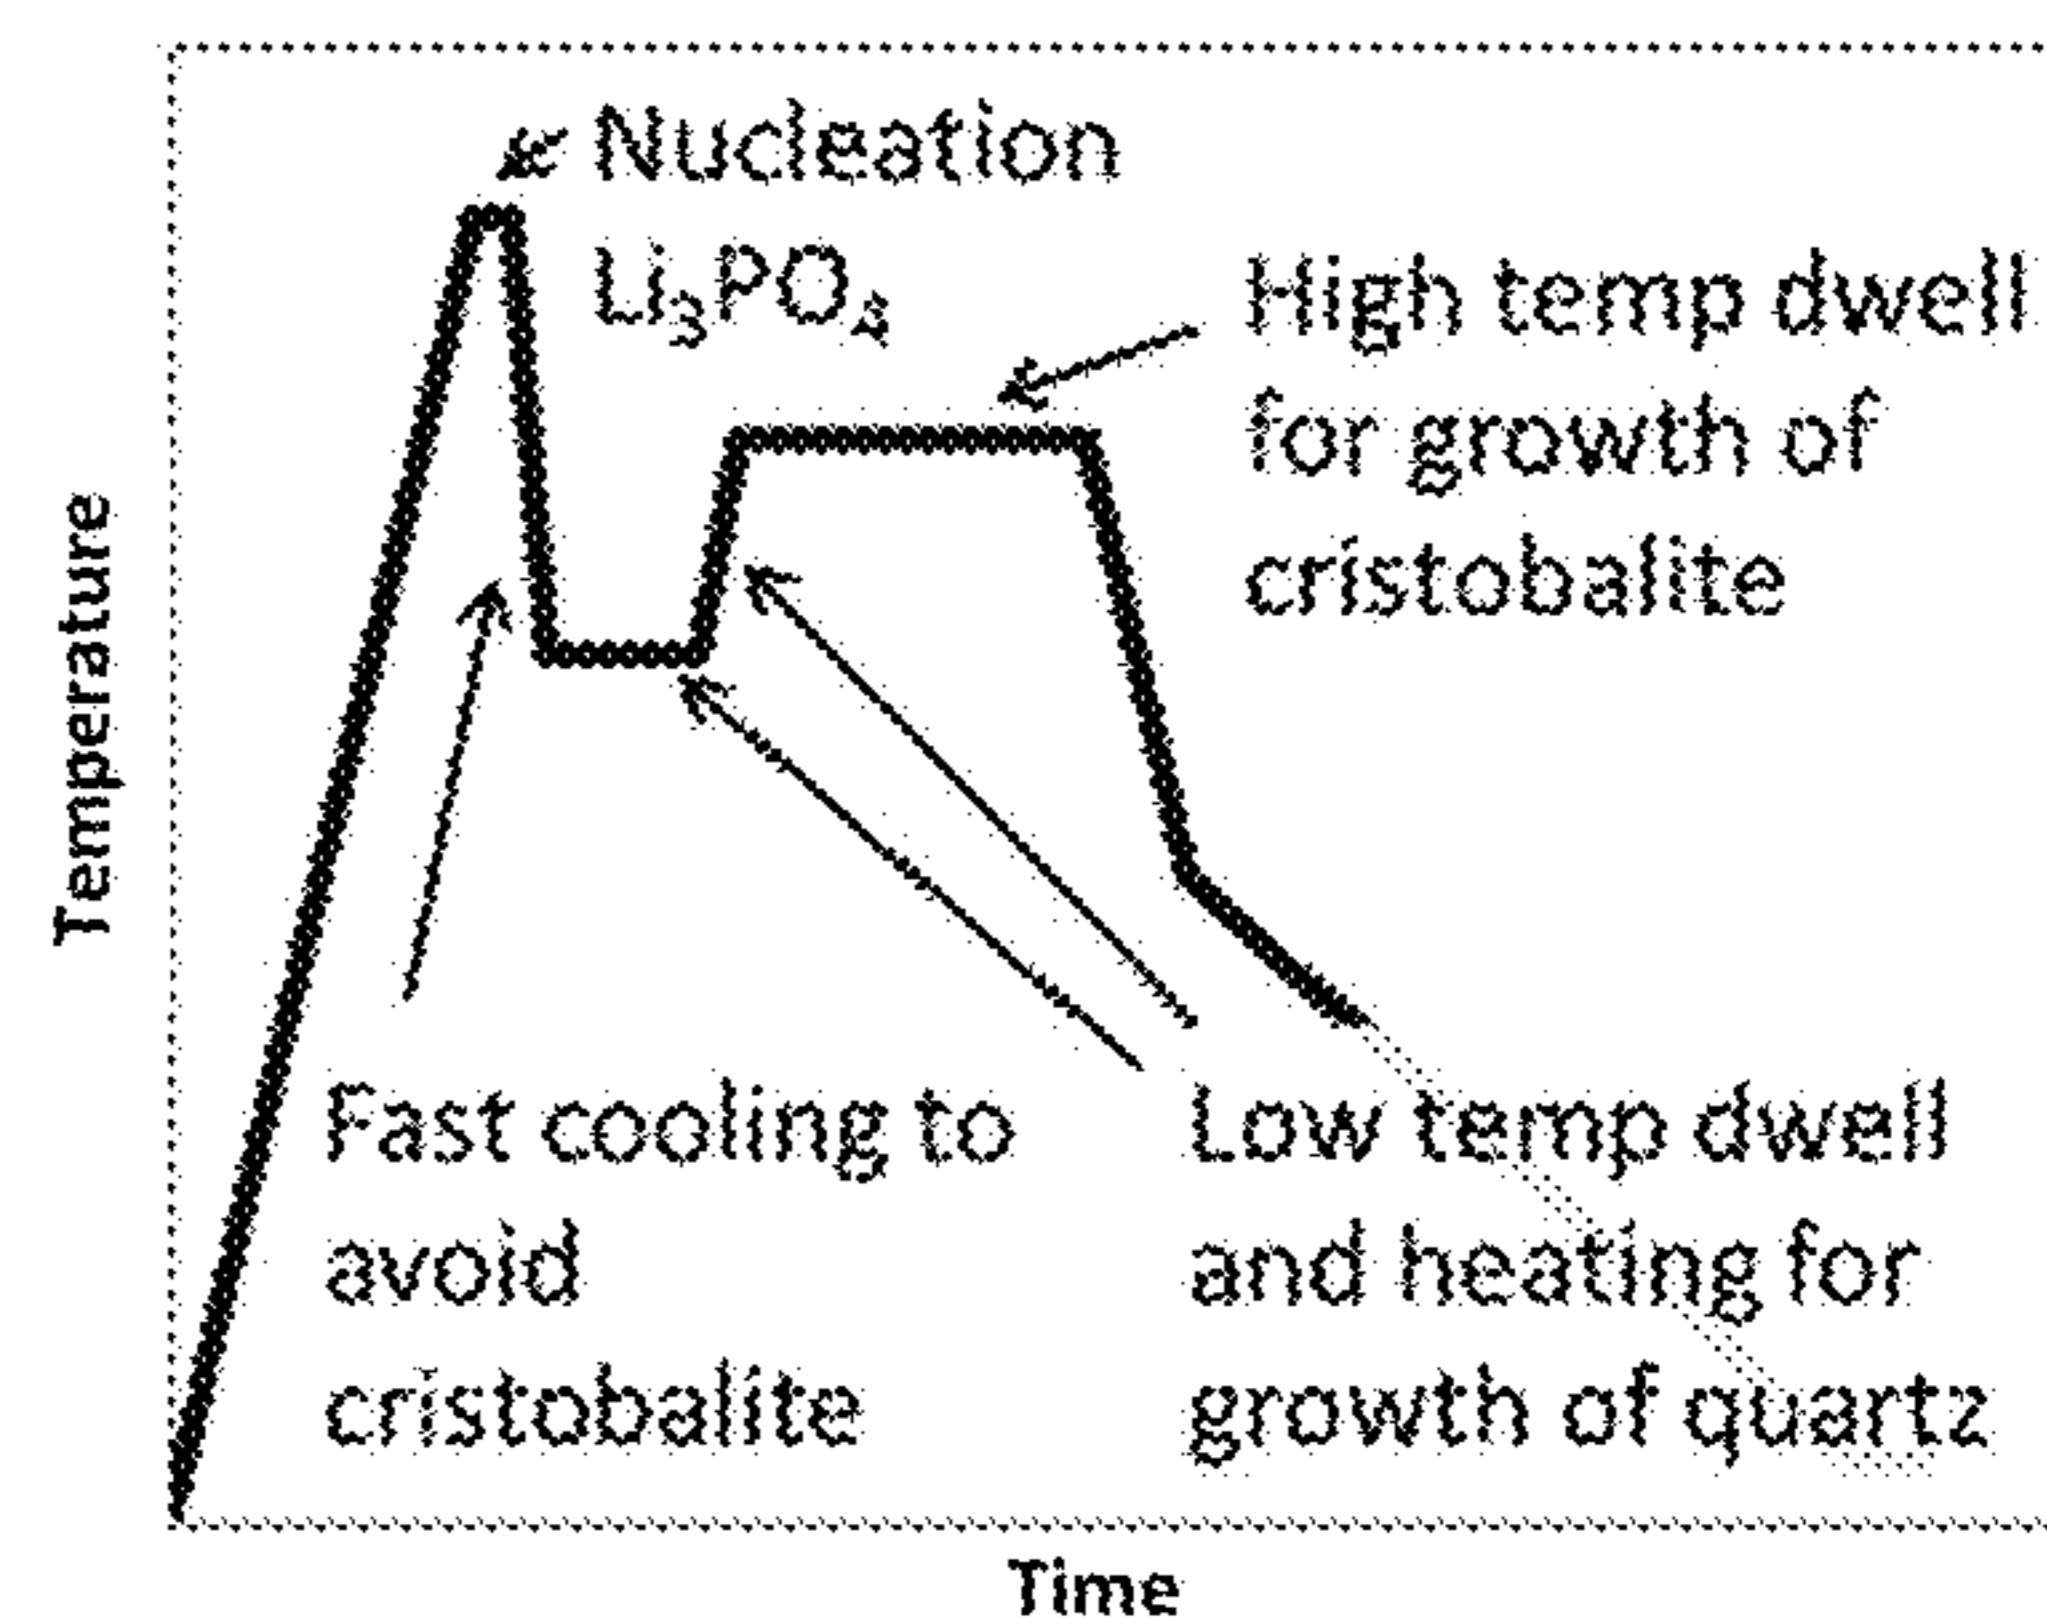 Nucleation
Li₃PO₄
High temp dwell
for growth of
cristobalite
Temperature
Fast cooling to
avoid
cristobalite
Low temp dwell
and heating for
growth of quartz
Time